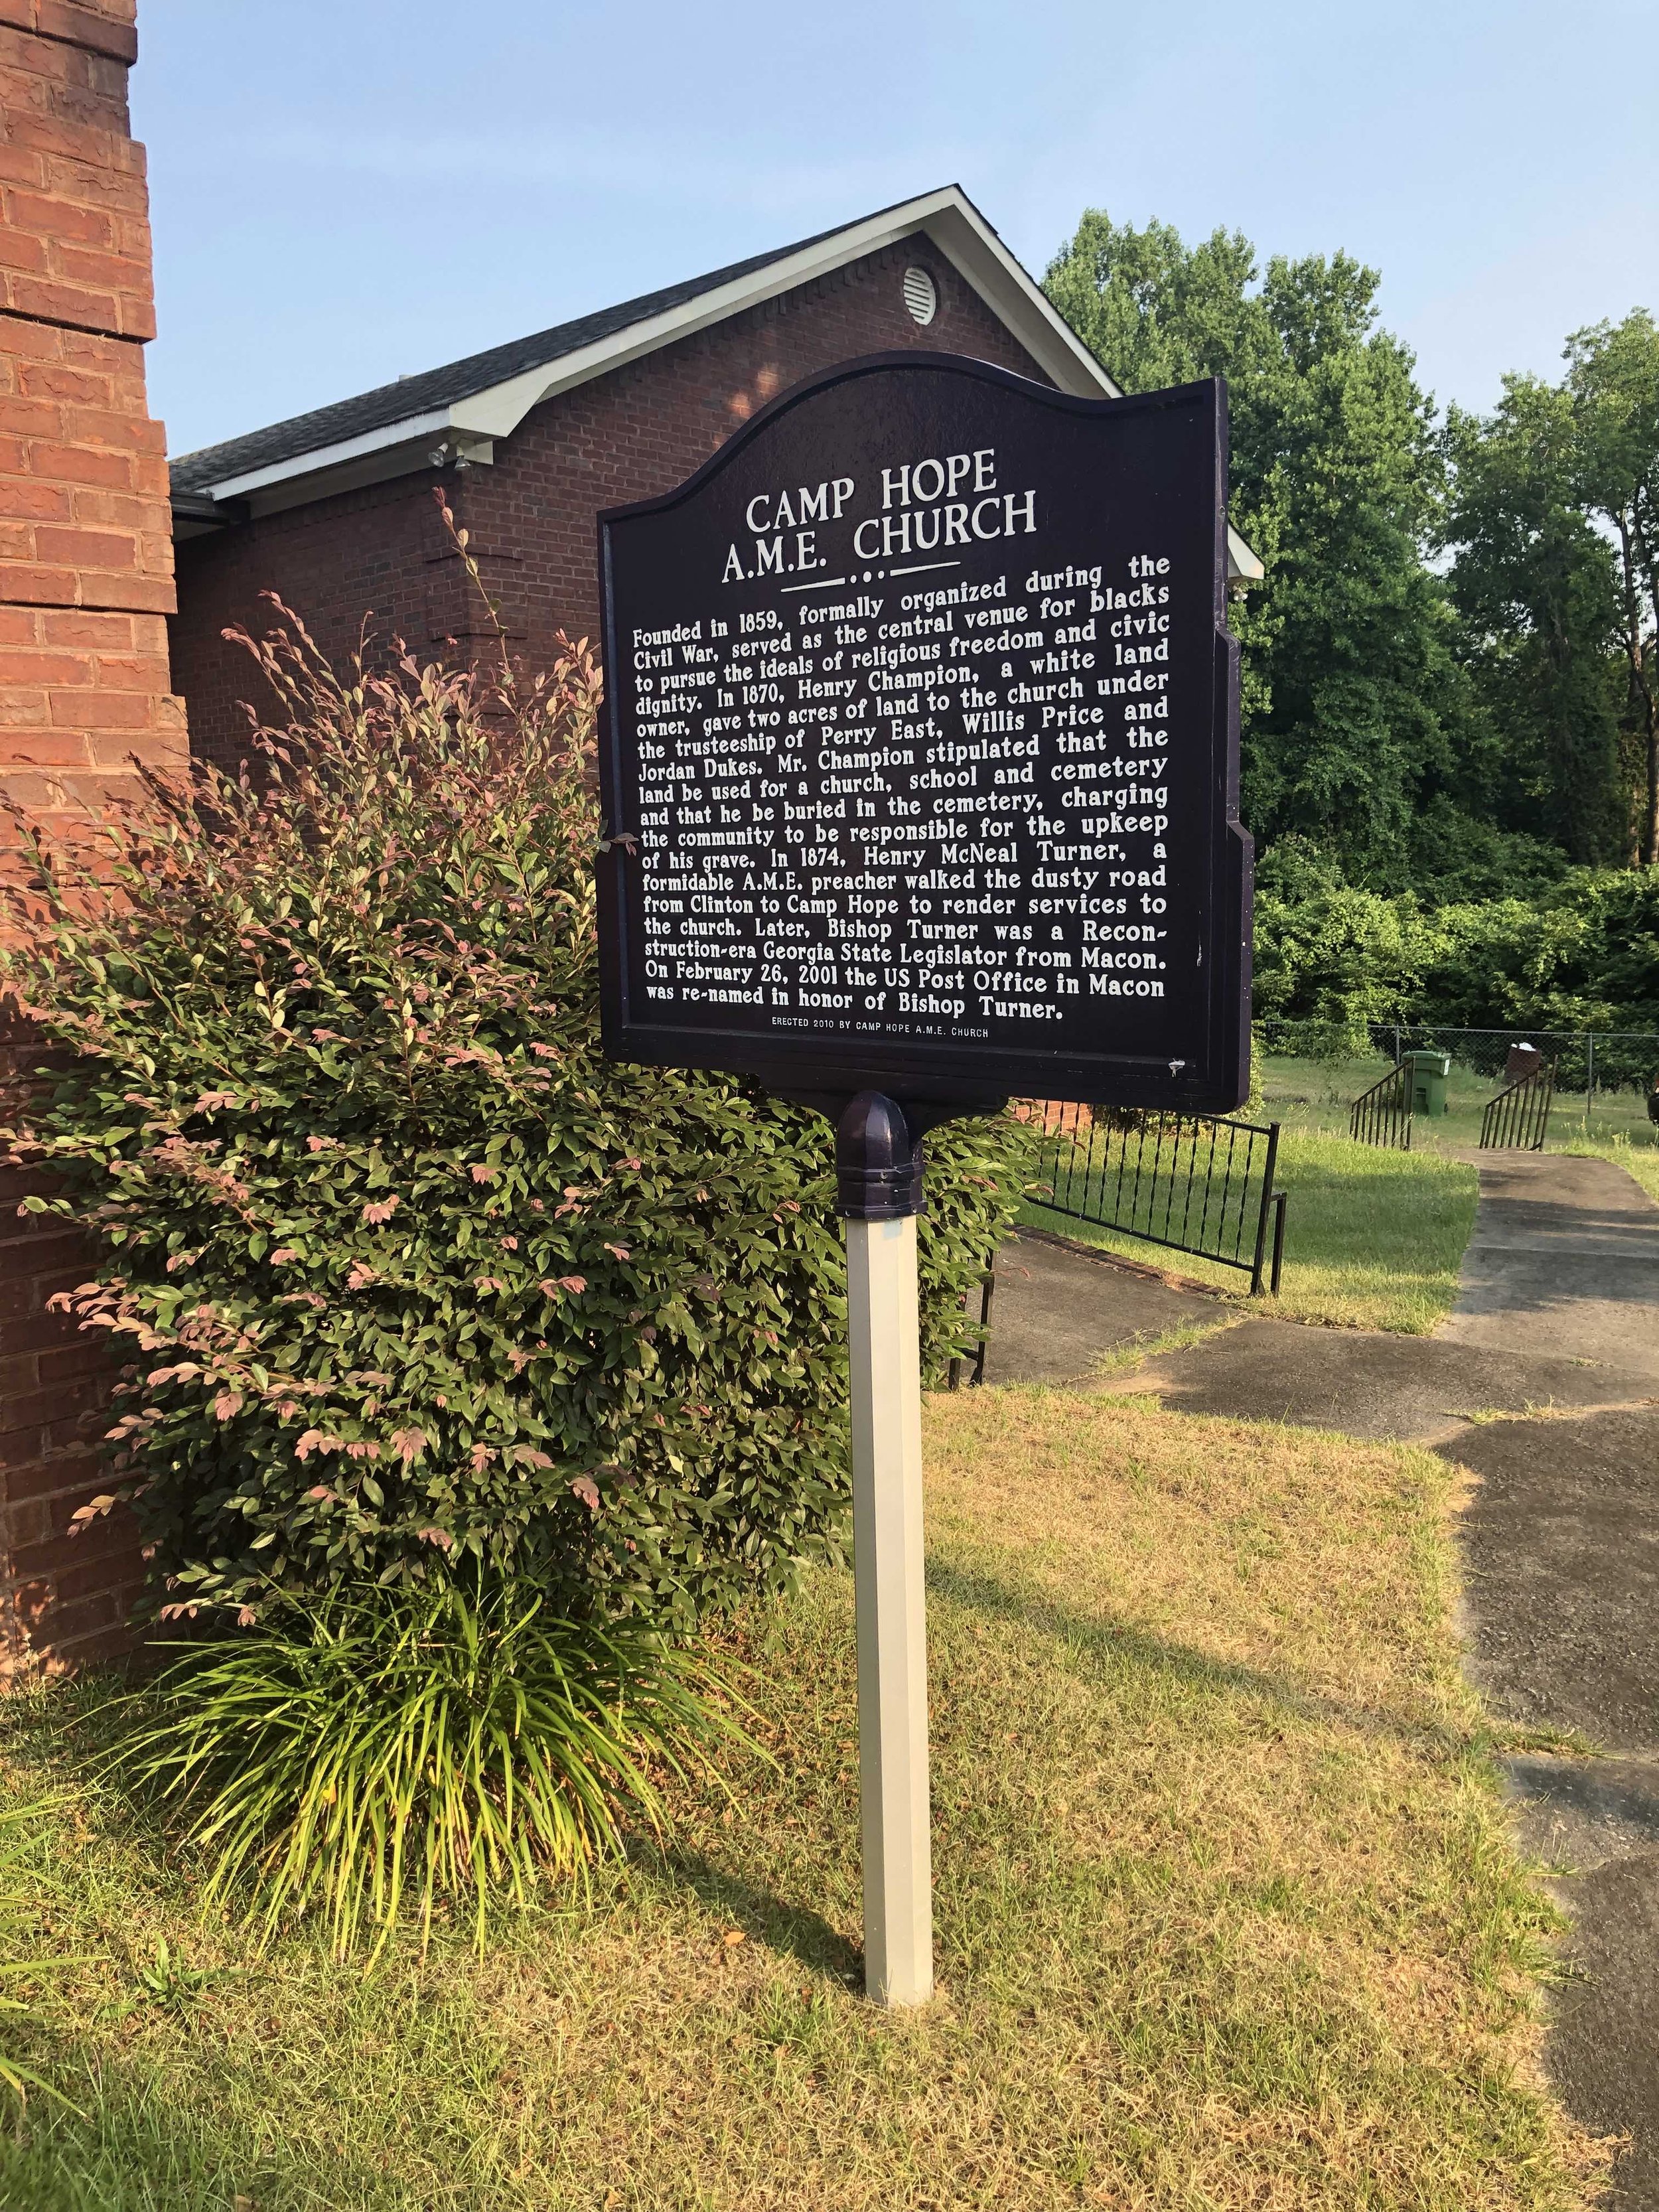 CAMP HOPE
A.M.E. CHURCH
Founded in 1859, formally organized during the
Civil War, served as the central venue for blacks
to pursue the ideals of religious freedom and civic
dignity. In 1870, Henry Champion, a white land
owner, gave two acres of land to the church under
the trusteeship of Perry East, Willis Price and
Jordan Dukes. Mr. Champion stipulated that the
land be used for a church, school and cemetery
and that he be buried in the cemetery, charging
the community to be responsible for the upkeep
of his grave. In 1874, Henry McNeal Turner, a
formidable A.M.E. preacher walked the dusty road
from Clinton to Camp Hope to render services to
the church. Later, Bishop Turner was a Recon-
struction-era Georgia State Legislator from Macon.
On February 26, 2001 the US Post Office in Macon
was re-named in honor of Bishop Turner.
ERECTED 2010 BY CAMP HOPE A.M.E. CHURCH